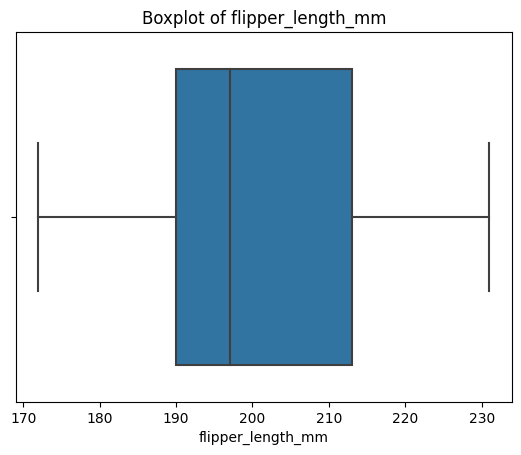 Boxplot of flipper_length_mm
170 180 190 200 210 220 230
flipper_length_mm